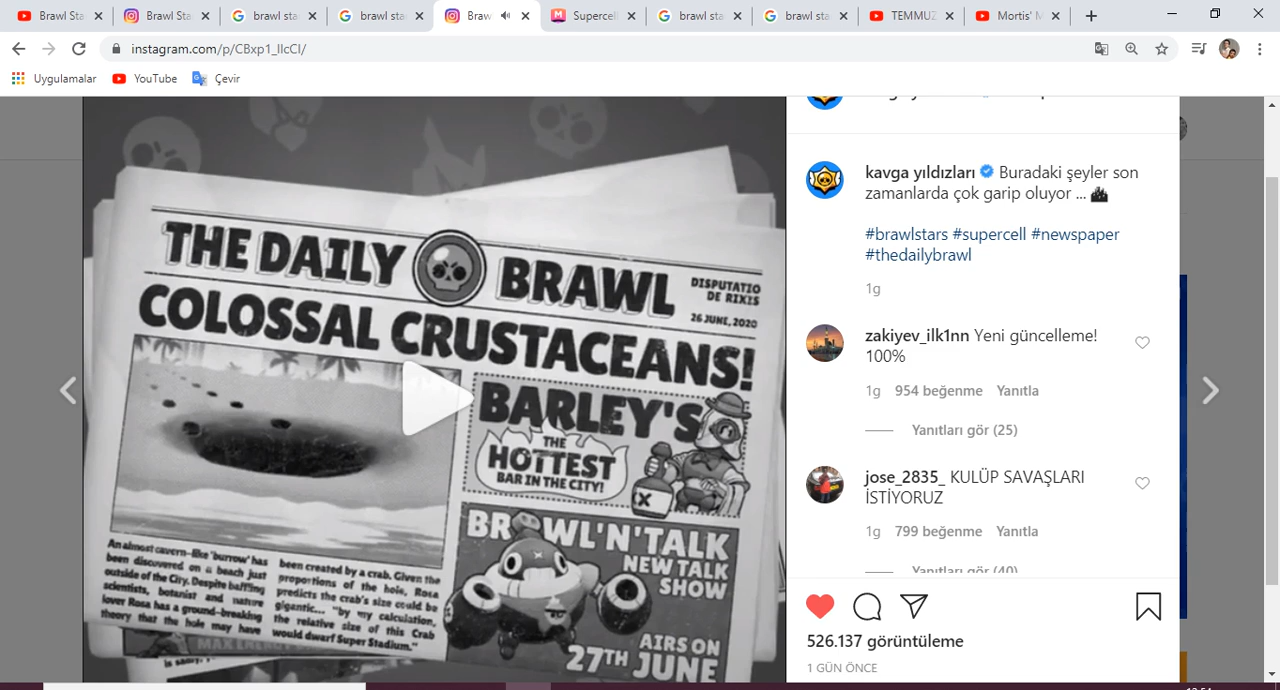 Brawl Sta
Brawl Sta
brawl sta
brawl sta
Braw
Supercel
brawl sta
brawl sta
TEMMUZ
Mortis' M
instagram.com/p/CBxp1_lIcCI/
Uygulamalar
YouTube
Çevir
THE DAILY BRAWL
DISPUTATIO
DE RIXIS
26 JUNE, 2020
COLOSSAL CRUSTACEANS!
BARLEY'S
THE
HOTTEST
BAR IN THE CITY!
BRAWL'N'TALK
NEW TALK
SHOW
AIRS ON
27TH JUNE
An almost cavern-like 'burrow' has
been discovered on a beach just
outside of the City. Despite baffling
scientists, botanist and nature
lover Rosa has a ground-breaking
theory that the hole may have
been created by a crab. Given the
proportions of the hole, Rosa
predicts the crab's size could be
gigantic... "by my calculation,
the relative size of this Crab
would dwarf Super Stadium."
MAX ENERGY
is salty.
kavga yıldızları Buradaki şeyler son
zamanlarda çok garip oluyor ...
#brawlstars #supercell #newspaper
#thedailybrawl
1g
zakiyev_ilk1nn Yeni güncelleme!
100%
1g 954 beğenme Yanıtla
Yanıtları gör (25)
jose_2835_ KULÜP SAVAŞLARI
İSTİYORUZ
1g 799 beğenme Yanıtla
Yanıtları gör (40)
526.137 görüntüleme
1 GÜN ÖNCE